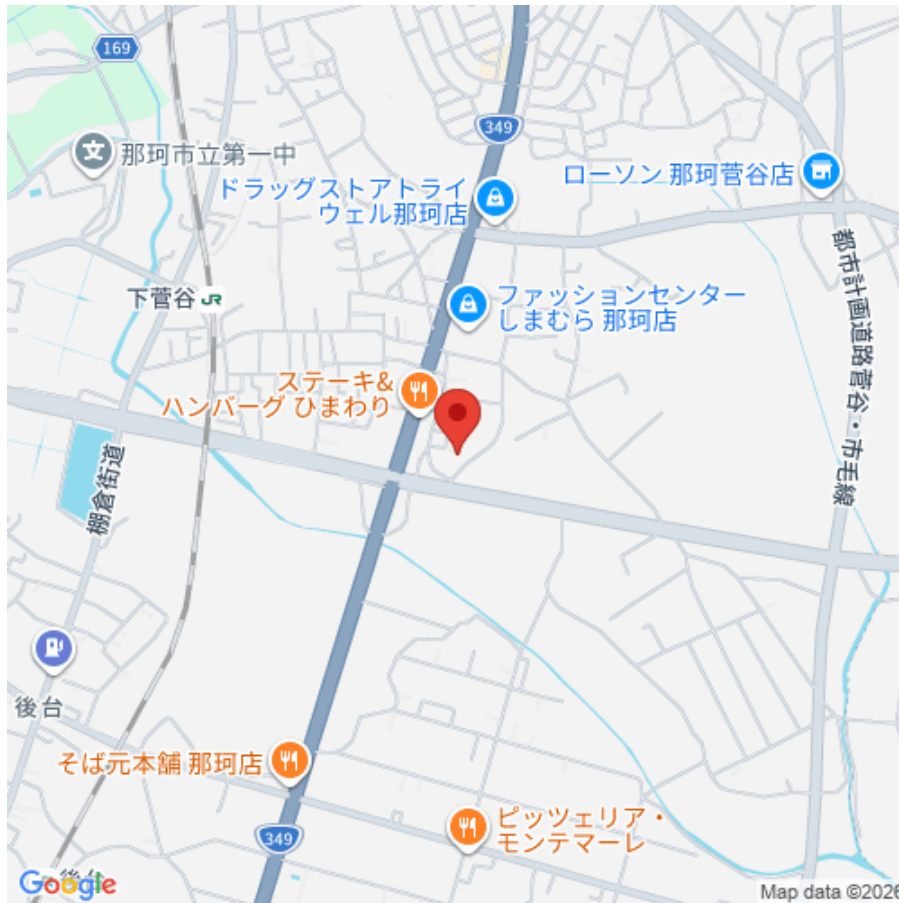 169
349
那珂市立第一中
ドラッグストアトライ
ウェル那珂店
ローソン 那珂菅谷店
都市計画道路菅谷・市毛線
下菅谷
JR
ファッションセンター
しまむら 那珂店
ステーキ&
ハンバーグ ひまわり
棚倉街道
後台
そば元本舗 那珂店
ピッツェリア・
モンテマーレ
349
後台
Google
Map data ©2026